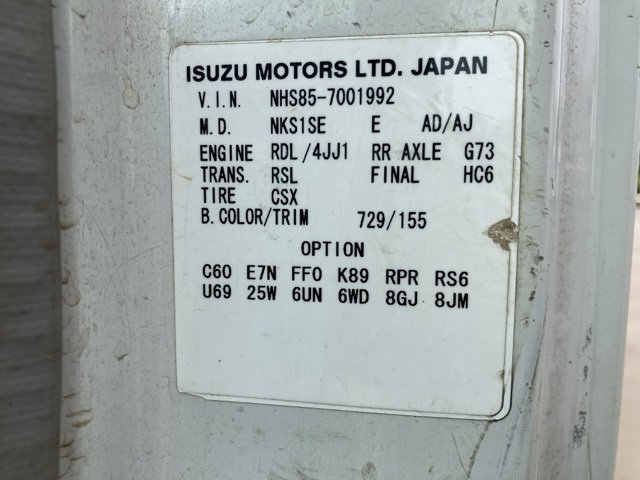 ISUZU MOTORS LTD. JAPAN
V.I.N. NHS85-7001992
M.D. NKS1SE E AD/AJ
ENGINE RDL/4JJ1 RR AXLE G73
TRANS. RSL FINAL HC6
TIRE CSX
B.COLOR/TRIM 729/155
OPTION
C60 E7N FF0 K89 RPR RS6
U69 25W 6UN 6WD 8GJ 8JM